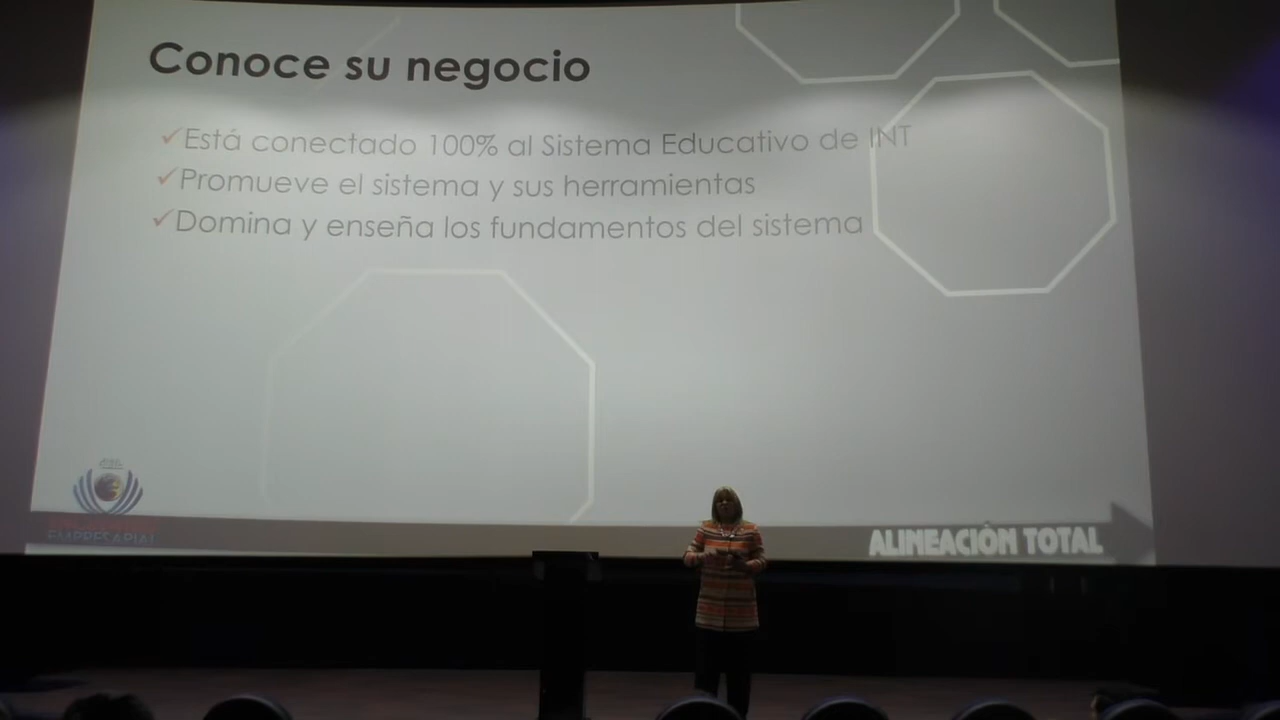 Conoce su negocio
Está conectado 100% al Sistema Educativo de INT
Promueve el sistema y sus herramientas
Domina y enseña los fundamentos del sistema
EMPRESARIAL
ALINEACIÓN TOTAL